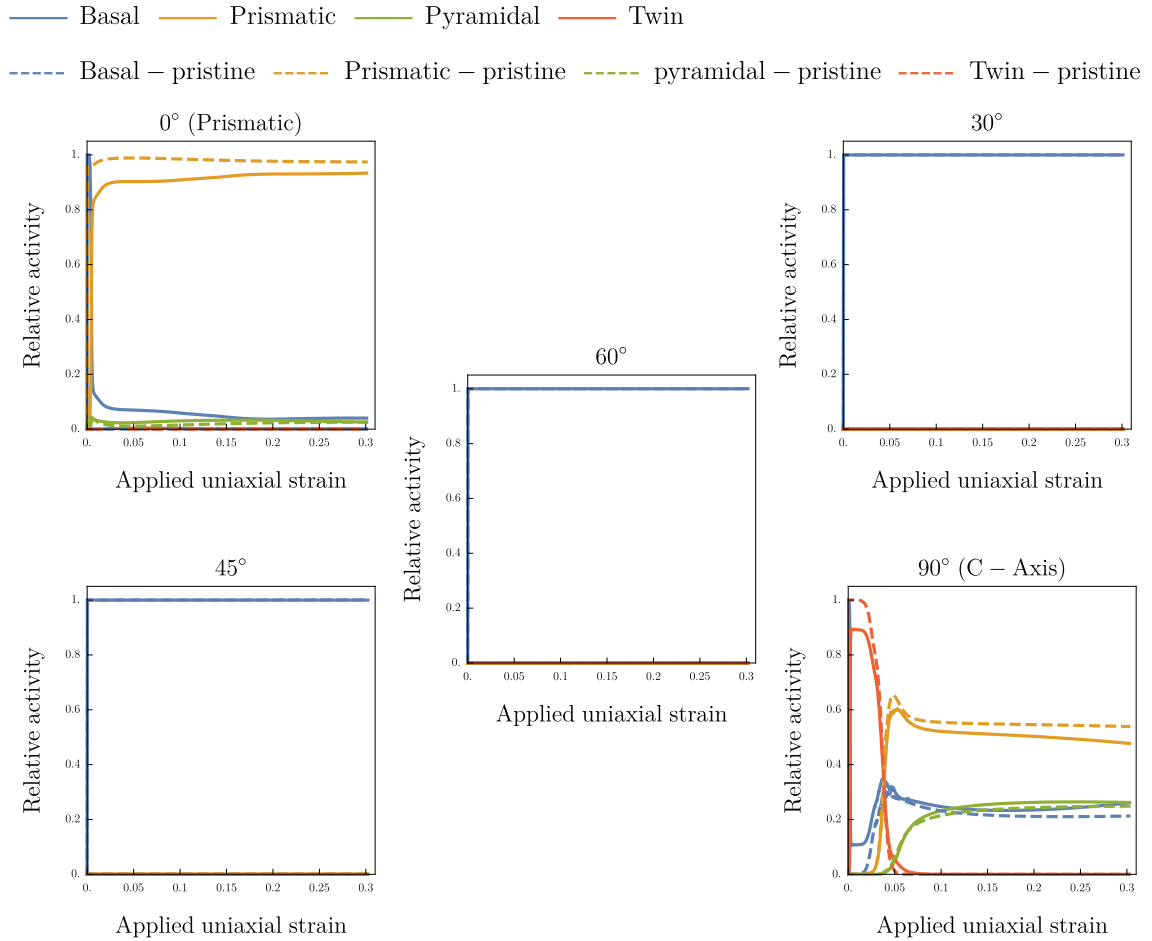 Basal Prismatic Pyramidal Twin
Basal – pristine Prismatic – pristine pyramidal – pristine Twin – pristine
0° (Prismatic)
Relative activity
1.
0.8
0.6
0.4
0.2
0.
0. 0.05 0.1 0.15 0.2 0.25 0.3
Applied uniaxial strain
30°
Relative activity
1.
0.8
0.6
0.4
0.2
0.
0. 0.05 0.1 0.15 0.2 0.25 0.3
Applied uniaxial strain
60°
Relative activity
1.
0.8
0.6
0.4
0.2
0.
0. 0.05 0.1 0.15 0.2 0.25 0.3
Applied uniaxial strain
45°
Relative activity
1.
0.8
0.6
0.4
0.2
0.
0. 0.05 0.1 0.15 0.2 0.25 0.3
Applied uniaxial strain
90° (C – Axis)
Relative activity
1.
0.8
0.6
0.4
0.2
0.
0. 0.05 0.1 0.15 0.2 0.25 0.3
Applied uniaxial strain